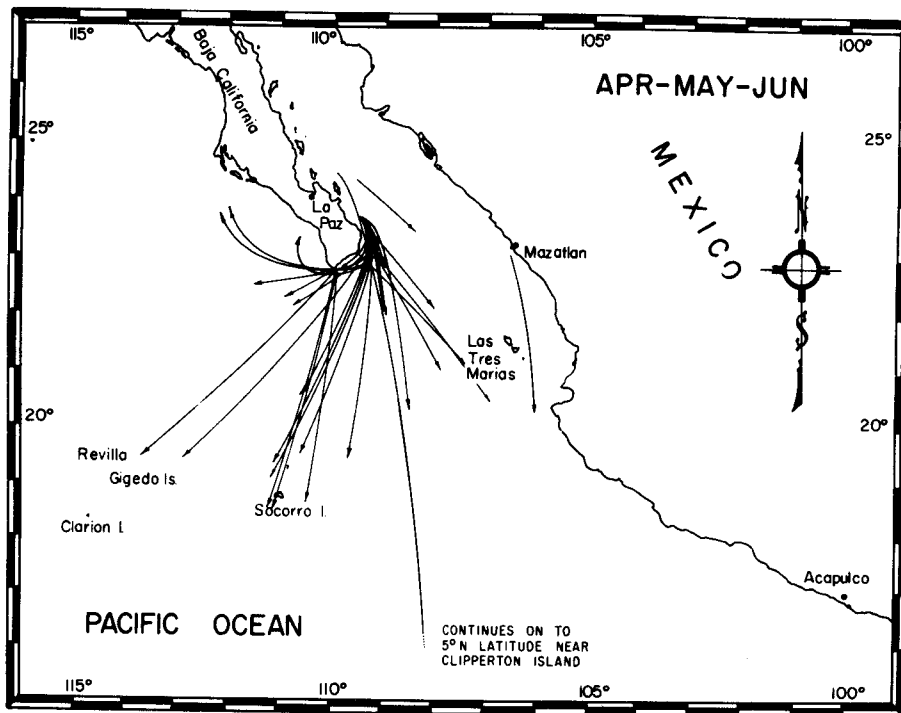 115°
110°
105°
100°
Baja California
APR-MAY-JUN
25°
25°
MEXICO
La
Paz
Mazatlan
Las
Tres
Marias
20°
20°
Revilla
Gigedo Is.
Socorro I.
Clarion I.
Acapulco
PACIFIC OCEAN
CONTINUES ON TO
5° N LATITUDE NEAR
CLIPPERTON ISLAND
115°
110°
105°
100°